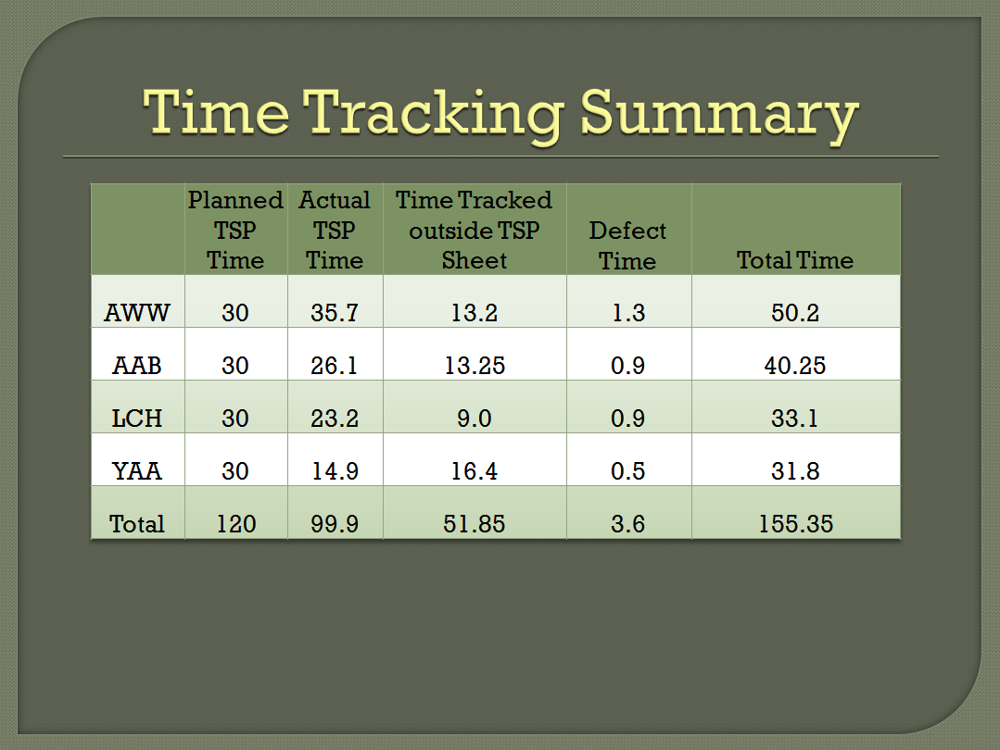 Time Tracking Summary
Planned TSP Time Actual TSP Time Time Tracked outside TSP Sheet Defect Time Total Time
AWW 30 35.7 13.2 1.3 50.2
AAB 30 26.1 13.25 0.9 40.25
LCH 30 23.2 9.0 0.9 33.1
YAA 30 14.9 16.4 0.5 31.8
Total 120 99.9 51.85 3.6 155.35